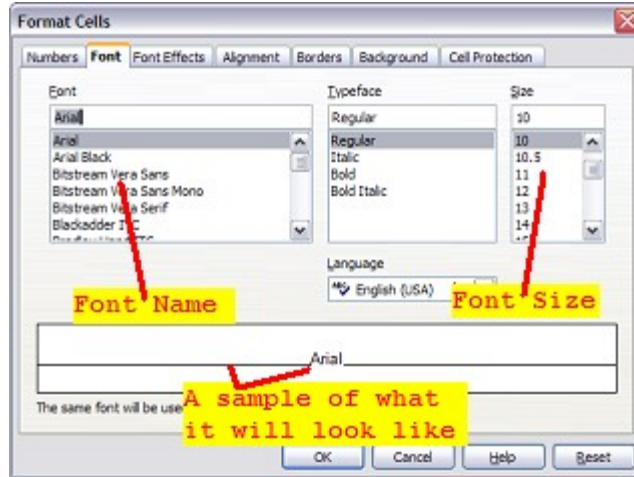 Format Cells
Numbers Font Font Effects Alignment Borders Background Cell Protection
Font Typeface Size
Arial Regular 10
Arial Regular 10
Arial Black Italic 10.5
Bitstream Vera Sans Bold 11
Bitstream Vera Sans Mono Bold Italic 12
Bitstream Vera Serif 13
Blackadder ITC 14
Language
English (USA)
Font Name Font Size
Arial
A sample of what
The same font will be use
it will look like
OK Cancel Help Reset